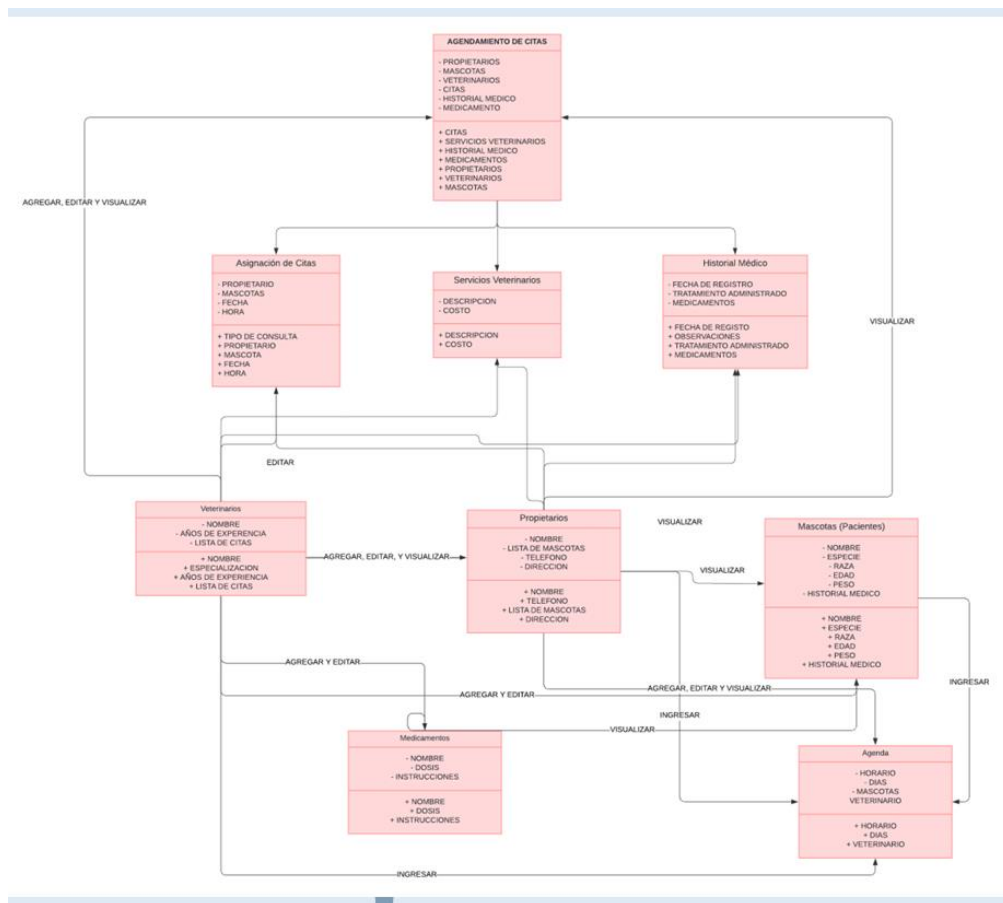 AGENDAMIENTO DE CITAS
- PROPIETARIOS
- MASCOTAS
- VETERINARIOS
- CITAS
- HISTORIAL MEDICO
- MEDICAMENTO
+ CITAS
+ SERVICIOS VETERINARIOS
+ HISTORIAL MEDICO
+ MEDICAMENTOS
+ PROPIETARIOS
+ VETERINARIOS
+ MASCOTAS
AGREGAR, EDITAR Y VISUALIZAR
Asignación de Citas
- PROPIETARIO
- MASCOTAS
- FECHA
- HORA
+ TIPO DE CONSULTA
+ PROPIETARIO
+ MASCOTA
+ FECHA
+ HORA
Servicios Veterinarios
- DESCRIPCION
- COSTO
+ DESCRIPCION
+ COSTO
Historial Médico
- FECHA DE REGISTRO
- TRATAMIENTO ADMINISTRADO
- MEDICAMENTOS
+ FECHA DE REGISTO
+ OBSERVACIONES
+ TRATAMIENTO ADMINISTRADO
+ MEDICAMENTOS
VISUALIZAR
EDITAR
Veterinarios
- NOMBRE
- AÑOS DE EXPERENCIA
- LISTA DE CITAS
+ NOMBRE
+ ESPECIALIZACION
+ AÑOS DE EXPERIENCIA
+ LISTA DE CITAS
AGREGAR, EDITAR, Y VISUALIZAR
Propietarios
- NOMBRE
- LISTA DE MASCOTAS
- TELEFONO
- DIRECCION
+ NOMBRE
+ TELEFONO
+ LISTA DE MASCOTAS
+ DIRECCION
VISUALIZAR
VISUALIZAR
Mascotas (Pacientes)
- NOMBRE
- ESPECIE
- RAZA
- EDAD
- PESO
- HISTORIAL MEDICO
+ NOMBRE
+ ESPECIE
+ RAZA
+ EDAD
+ PESO
+ HISTORIAL MEDICO
AGREGAR Y EDITAR
AGREGAR Y EDITAR
AGREGAR, EDITAR Y VISUALIZAR
INGRESAR
INGRESAR
VISUALIZAR
Medicamentos
- NOMBRE
- DOSIS
- INSTRUCCIONES
+ NOMBRE
+ DOSIS
+ INSTRUCCIONES
Agenda
- HORARIO
- DIAS
- MASCOTAS
VETERINARIO
+ HORARIO
+ DIAS
+ VETERINARIO
INGRESAR